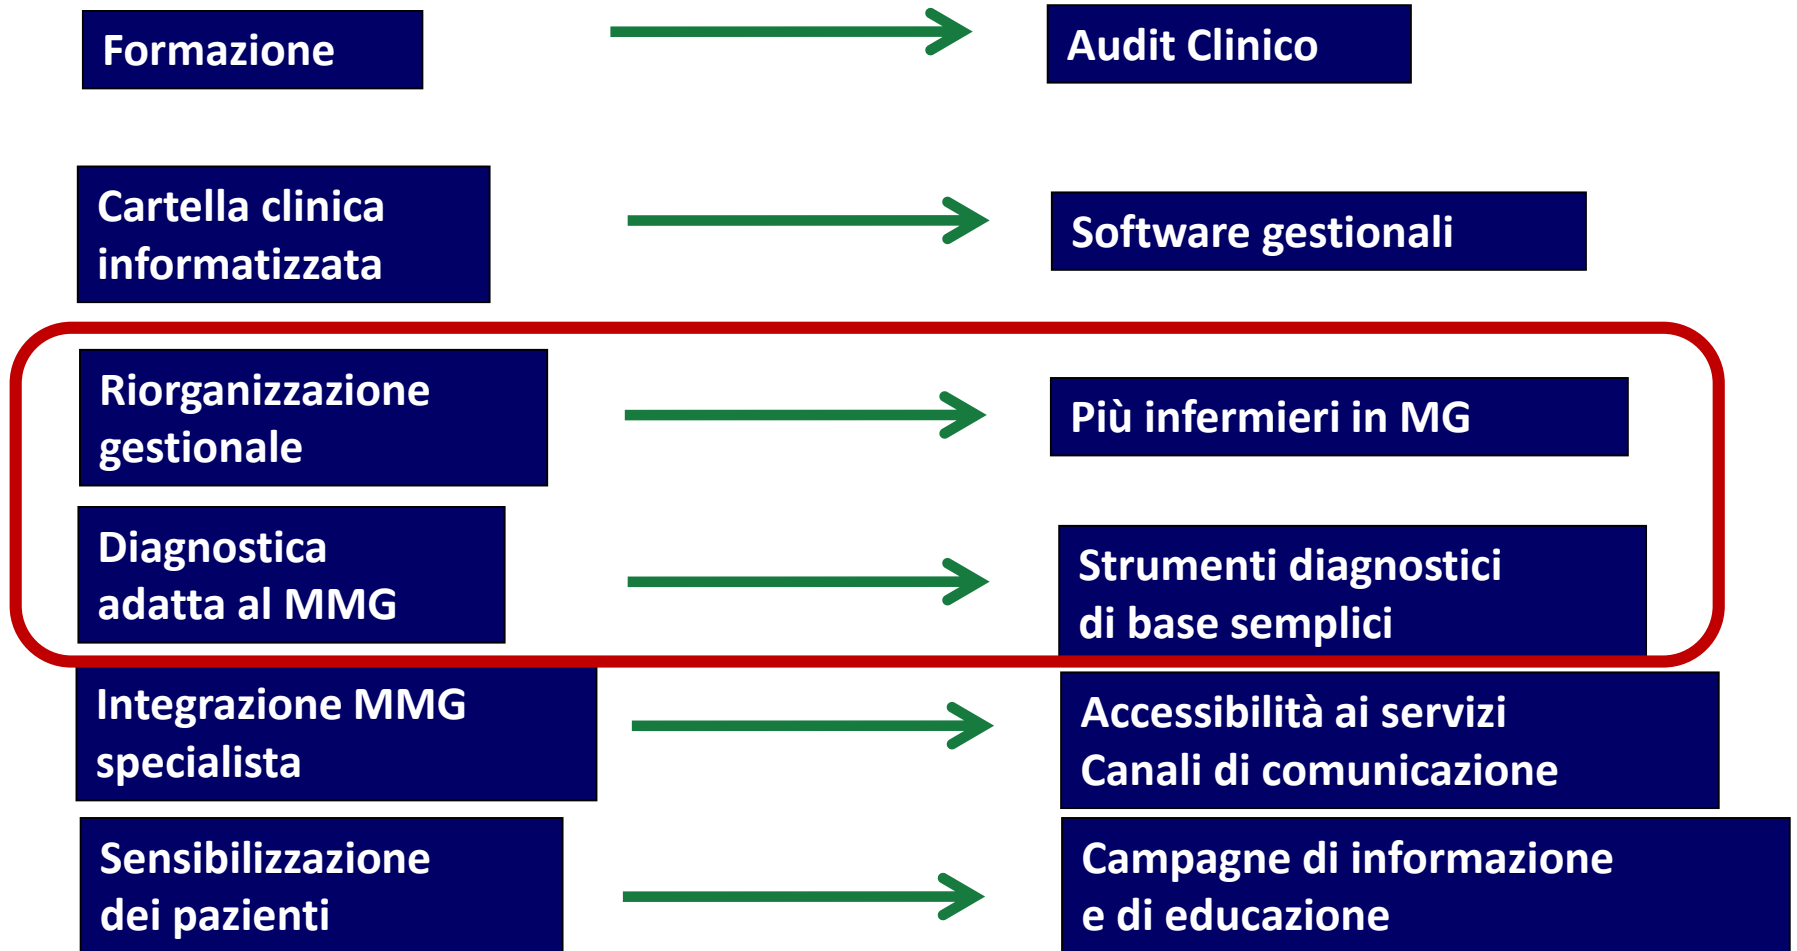 Formazione
Audit Clinico
Cartella clinica
informatizzata
Software gestionali
Riorganizzazione
gestionale
Più infermieri in MG
Diagnostica
adatta al MMG
Strumenti diagnostici
di base semplici
Integrazione MMG
specialista
Accessibilità ai servizi
Canali di comunicazione
Sensibilizzazione
dei pazienti
Campagne di informazione
e di educazione